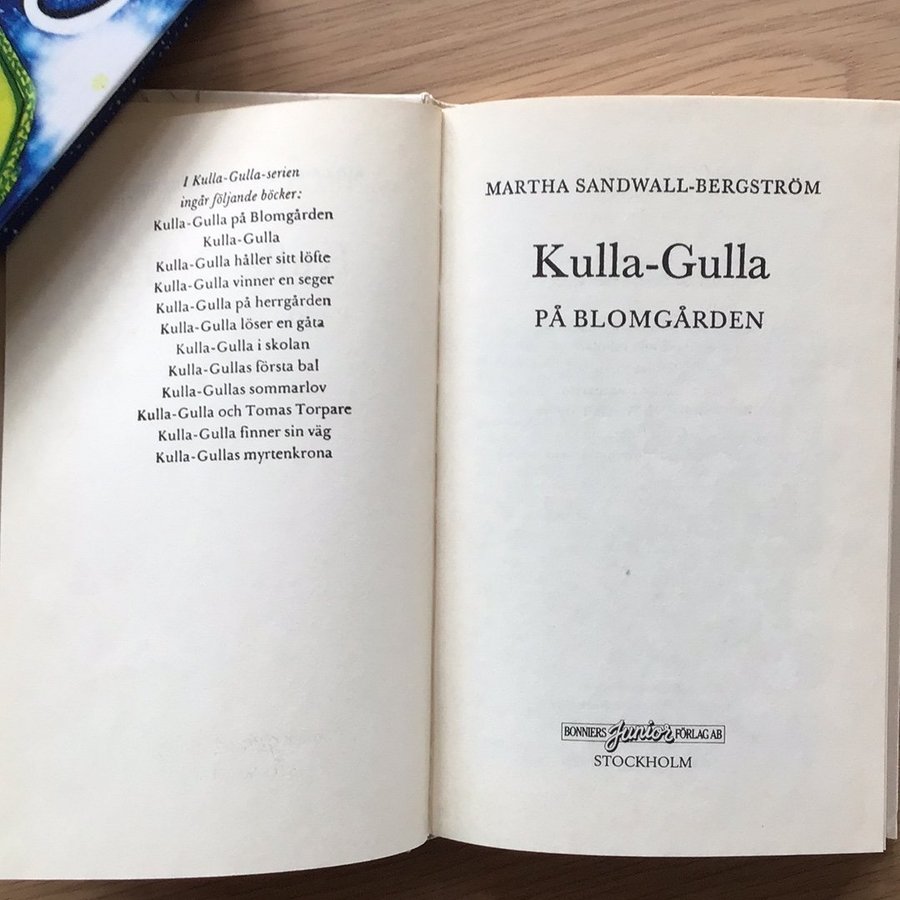 I Kulla-Gulla-serien
ingår följande böcker:
Kulla-Gulla på Blomgården
Kulla-Gulla
Kulla-Gulla håller sitt löfte
Kulla-Gulla vinner en seger
Kulla-Gulla på herrgården
Kulla-Gulla löser en gåta
Kulla-Gulla i skolan
Kulla-Gullas första bal
Kulla-Gullas sommarlov
Kulla-Gulla och Tomas Torpare
Kulla-Gulla finner sin väg
Kulla-Gullas myrtenkrona
MARTHA SANDWALL-BERGSTRÖM
Kulla-Gulla
PÅ BLOMGÅRDEN
BONNIERS Junior FÖRLAG AB
STOCKHOLM